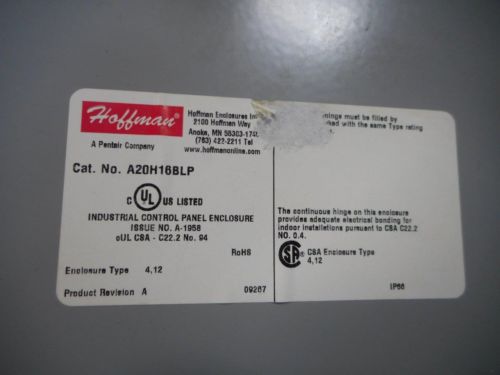 Hoffman
A Pentair Company
Hoffman Enclosures
2100 Hoffman Way
Anoka, MN 55303-174
(763) 422-2211 Tel
www.hoffmanonline.com
Cat. No. A20H16BLP
C UL US LISTED
INDUSTRIAL CONTROL PANEL ENCLOSURE
ISSUE NO. A-1958
cUL CSA - C22.2 No. 94
RoHS
Enclosure Type 4,12
Product Revision A
09267
must be filled by
with the same Type rating
The continuous hinge on this enclosure
provides adequate electrical bonding for
indoor installations pursuant to CSA C22.2
NO. 0.4.
CSA Enclosure Type
4,12
IP66